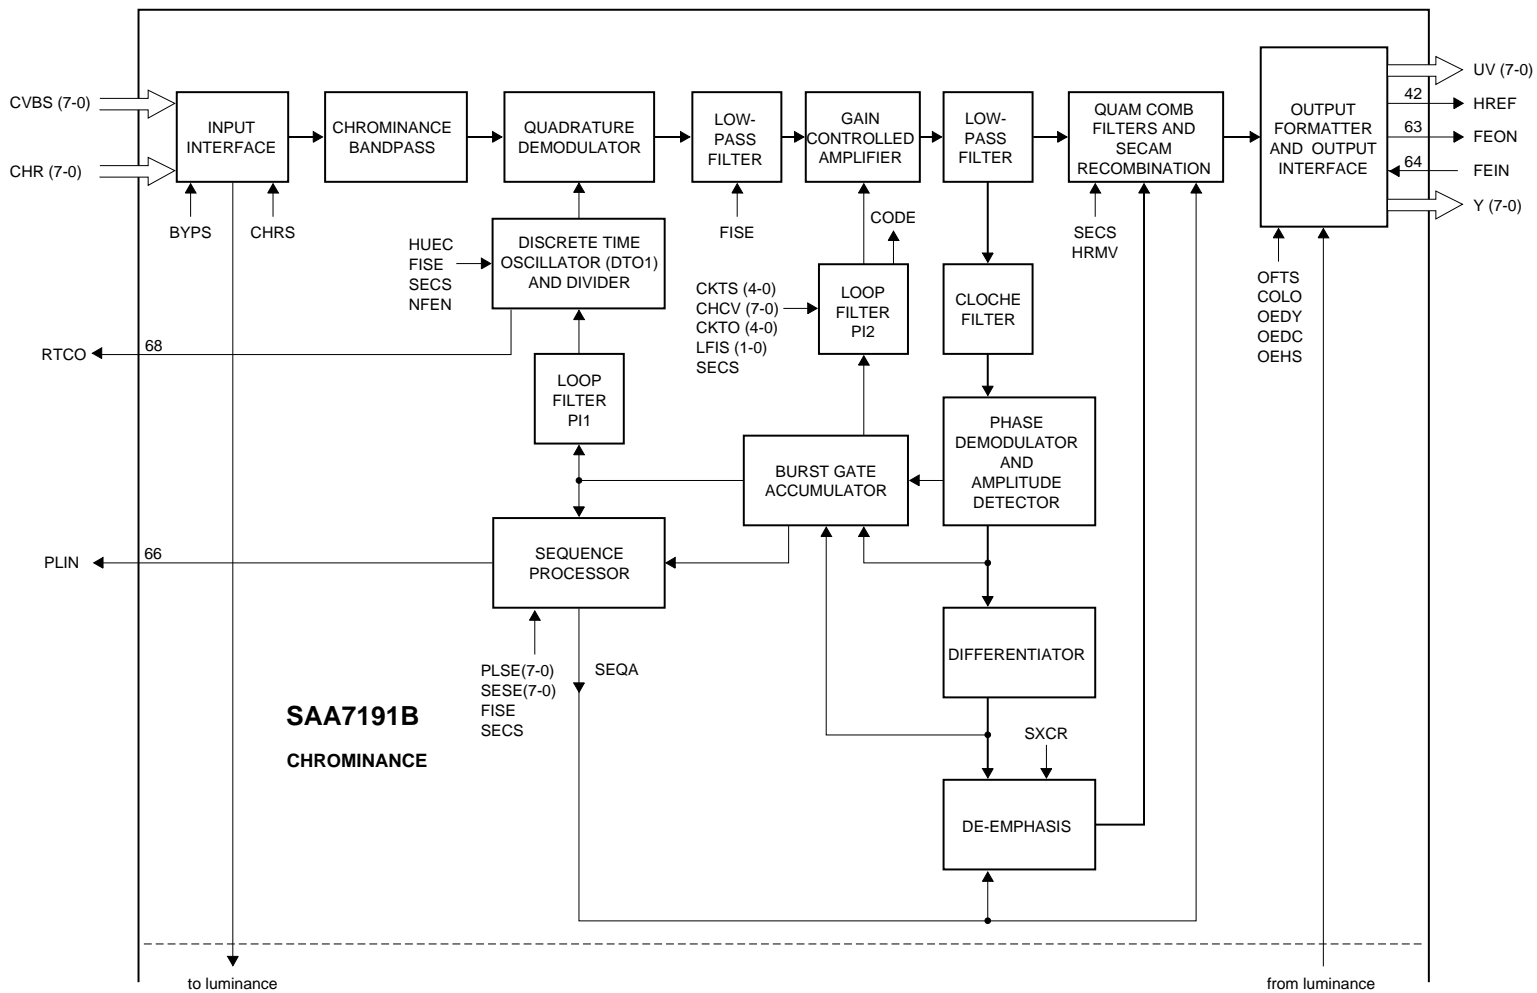 CVBS (7-0)
CHR (7-0)
INPUT
INTERFACE
BYPS
CHRS
CHROMINANCE
BANDPASS
QUADRATURE
DEMODULATOR
LOW-
PASS
FILTER
FISE
GAIN
CONTROLLED
AMPLIFIER
LOW-
PASS
FILTER
QUAM COMB
FILTERS AND
SECAM
RECOMBINATION
SECS
HRMV
OUTPUT
FORMATTER
AND OUTPUT
INTERFACE
UV (7-0)
42
HREF
63
FEON
64
FEIN
Y (7-0)
OFTS
COLO
OEDY
OEDC
OEHS
HUEC
FISE
SECS
NFEN
DISCRETE TIME
OSCILLATOR (DTO1)
AND DIVIDER
CODE
CKTS (4-0)
CHCV (7-0)
CKTO (4-0)
LFIS (1-0)
SECS
LOOP
FILTER
PI2
CLOCHE
FILTER
RTCO
68
LOOP
FILTER
PI1
BURST GATE
ACCUMULATOR
PHASE
DEMODULATOR
AND
AMPLITUDE
DETECTOR
PLIN
66
SEQUENCE
PROCESSOR
PLSE(7-0)
SESE(7-0)
FISE
SECS
SEQA
DIFFERENTIATOR
SXCR
DE-EMPHASIS
SAA7191B
CHROMINANCE
to luminance
from luminance